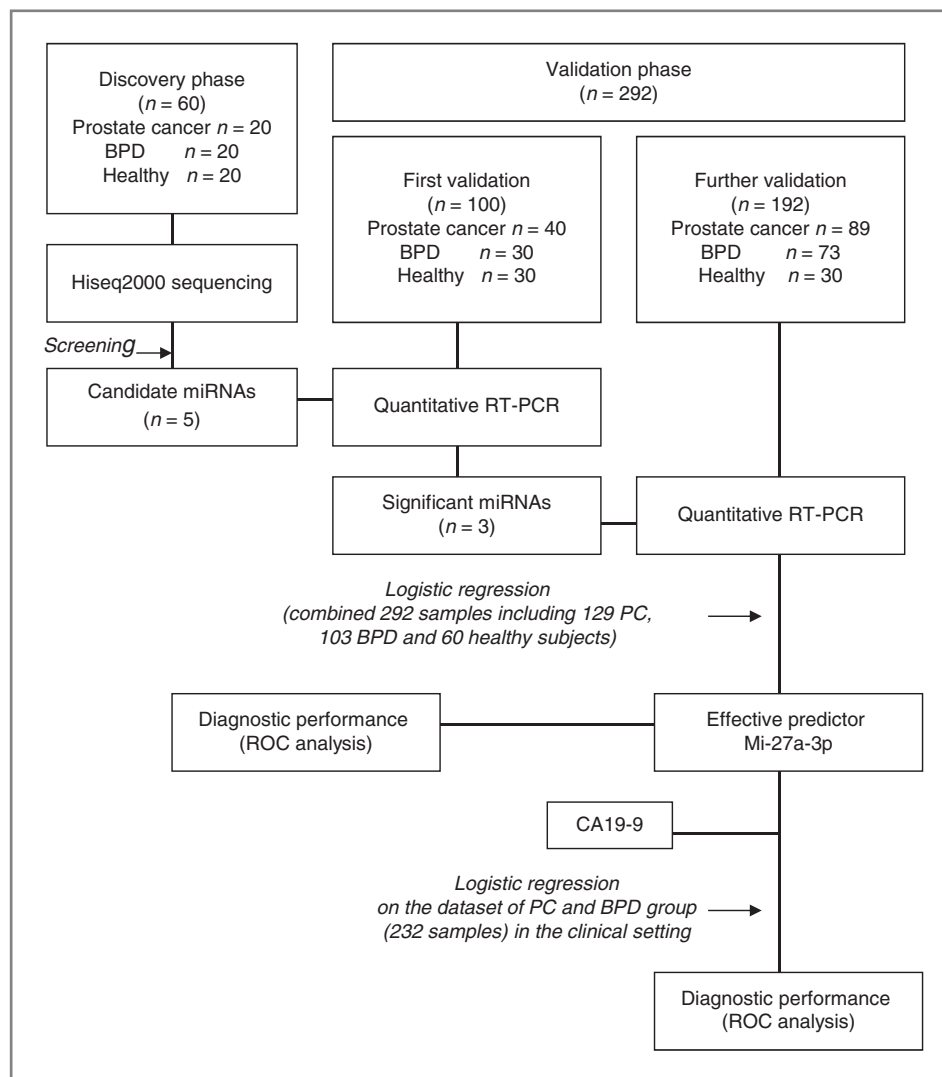 Discovery phase
(n = 60)
Prostate cancer n = 20
BPD n = 20
Healthy n = 20
Validation phase
(n = 292)
First validation
(n = 100)
Prostate cancer n = 40
BPD n = 30
Healthy n = 30
Further validation
(n = 192)
Prostate cancer n = 89
BPD n = 73
Healthy n = 30
Hiseq2000 sequencing
Screening
Candidate miRNAs
(n = 5)
Quantitative RT-PCR
Significant miRNAs
(n = 3)
Quantitative RT-PCR
Logistic regression
(combined 292 samples including 129 PC,
103 BPD and 60 healthy subjects)
Diagnostic performance
(ROC analysis)
Effective predictor
Mi-27a-3p
CA19-9
Logistic regression
on the dataset of PC and BPD group
(232 samples) in the clinical setting
Diagnostic performance
(ROC analysis)